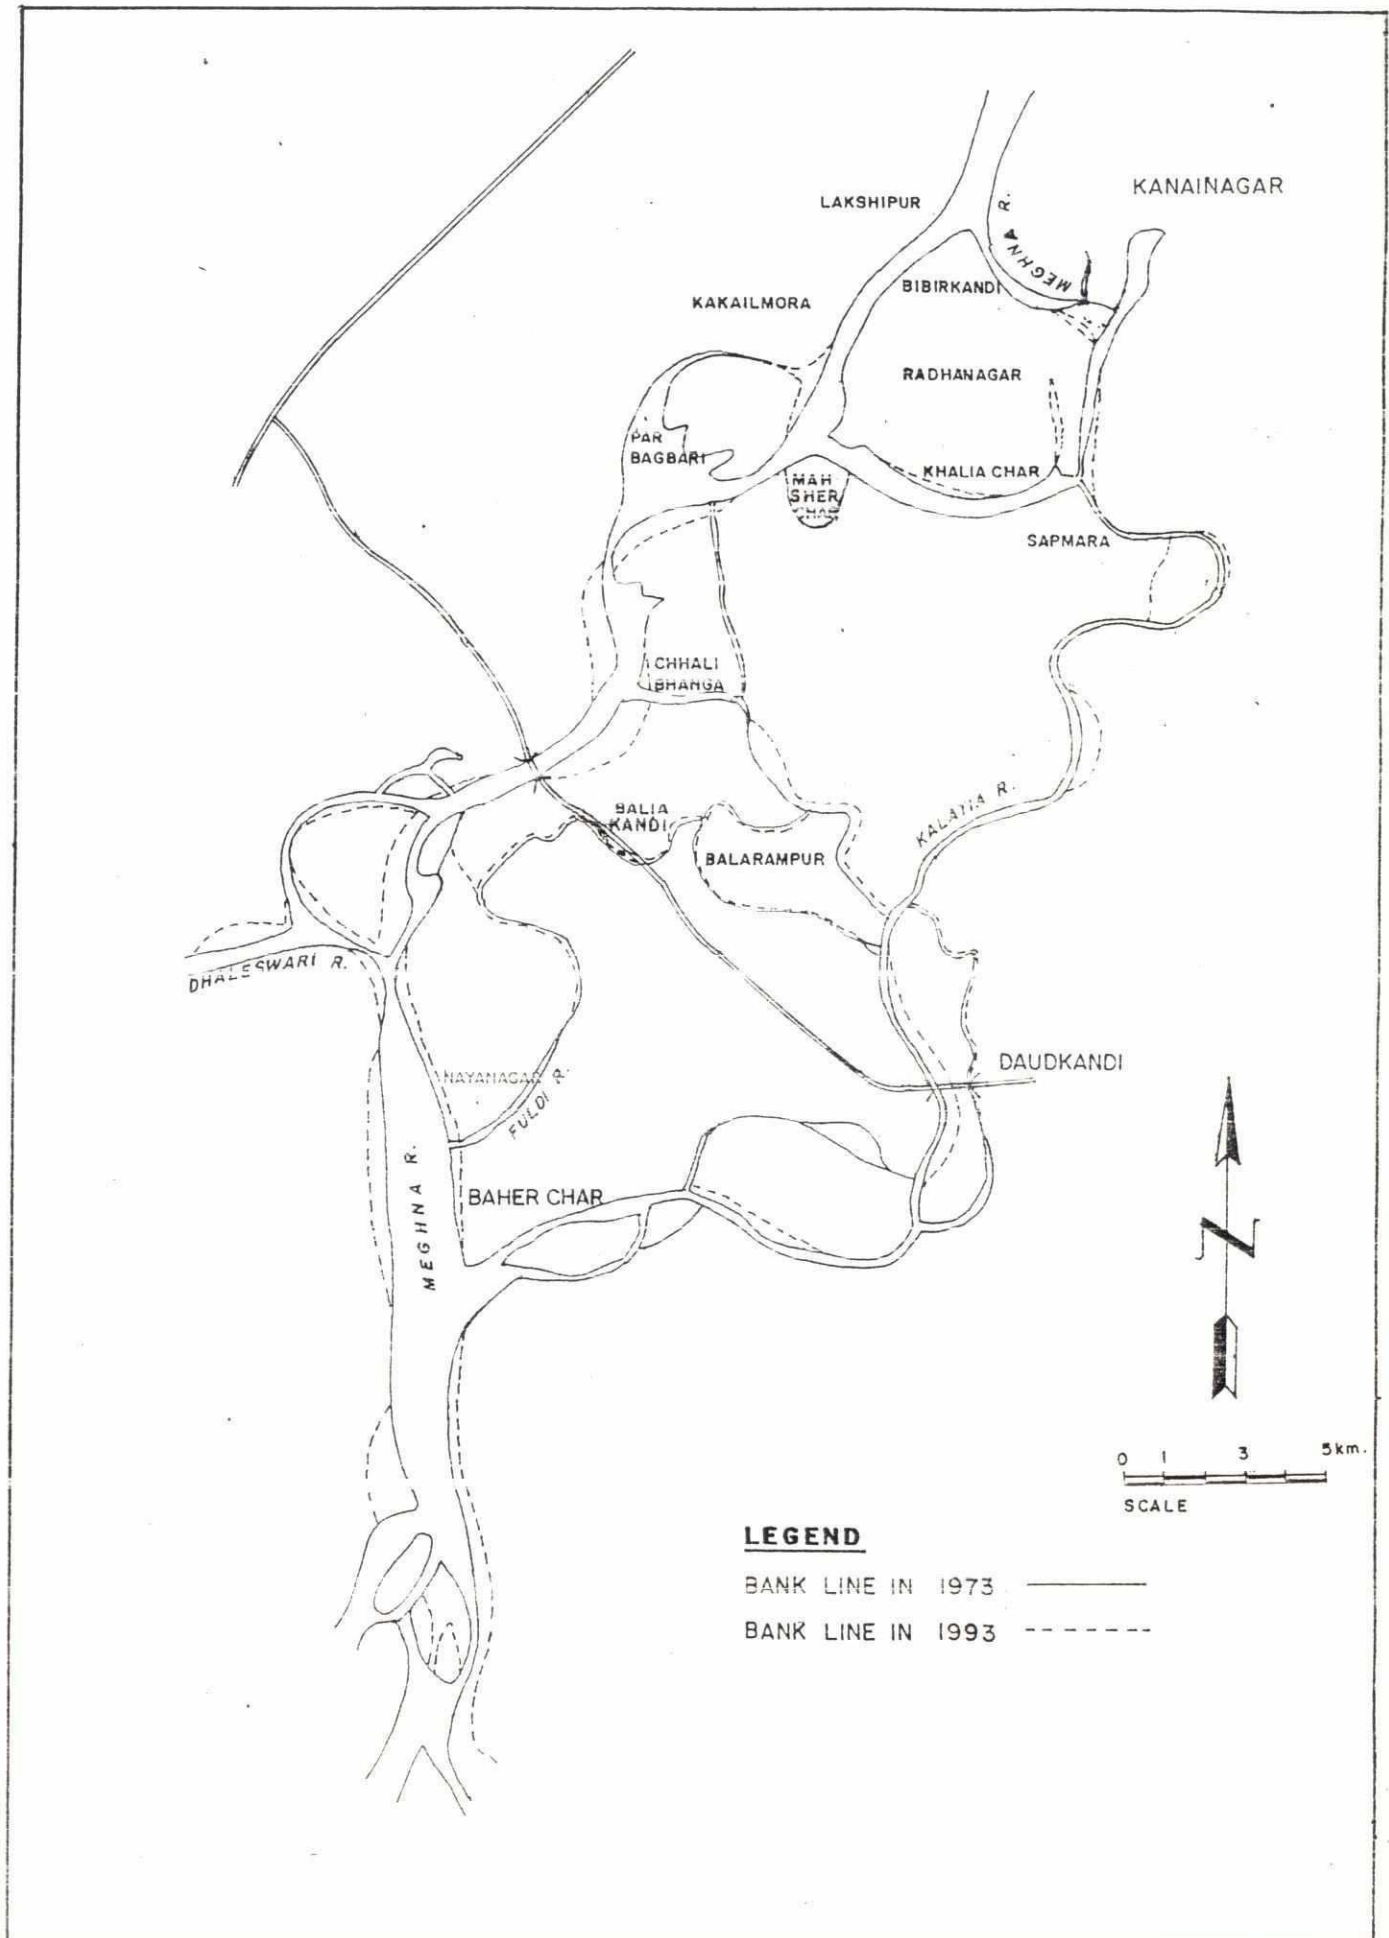 KANAINAGAR
LAKSHIPUR
MEGHNA R.
BIBIRKANDI
KAKAILMORA
RADHANAGAR
PAR
BAGBARI
KHALIA CHAR
MAH
SHER
CHAR
SAPMARA
CHHALI
BHANGA
KALATIA R.
BALIA
KANDI
BALARAMPUR
DHALESWARI R.
DAUDKANDI
NAYANAGAR R.
FULDI R.
MEGHNA R.
BAHER CHAR
N
0 1 3 5km.
SCALE
LEGEND
BANK LINE IN 1973
BANK LINE IN 1993